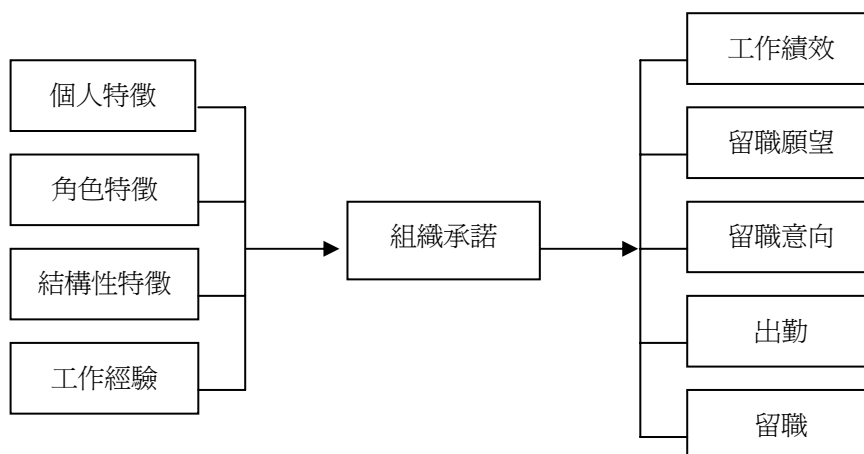 個人特徵
角色特徵
結構性特徵
工作經驗
組織承諾
工作績效
留職願望
留職意向
出勤
留職